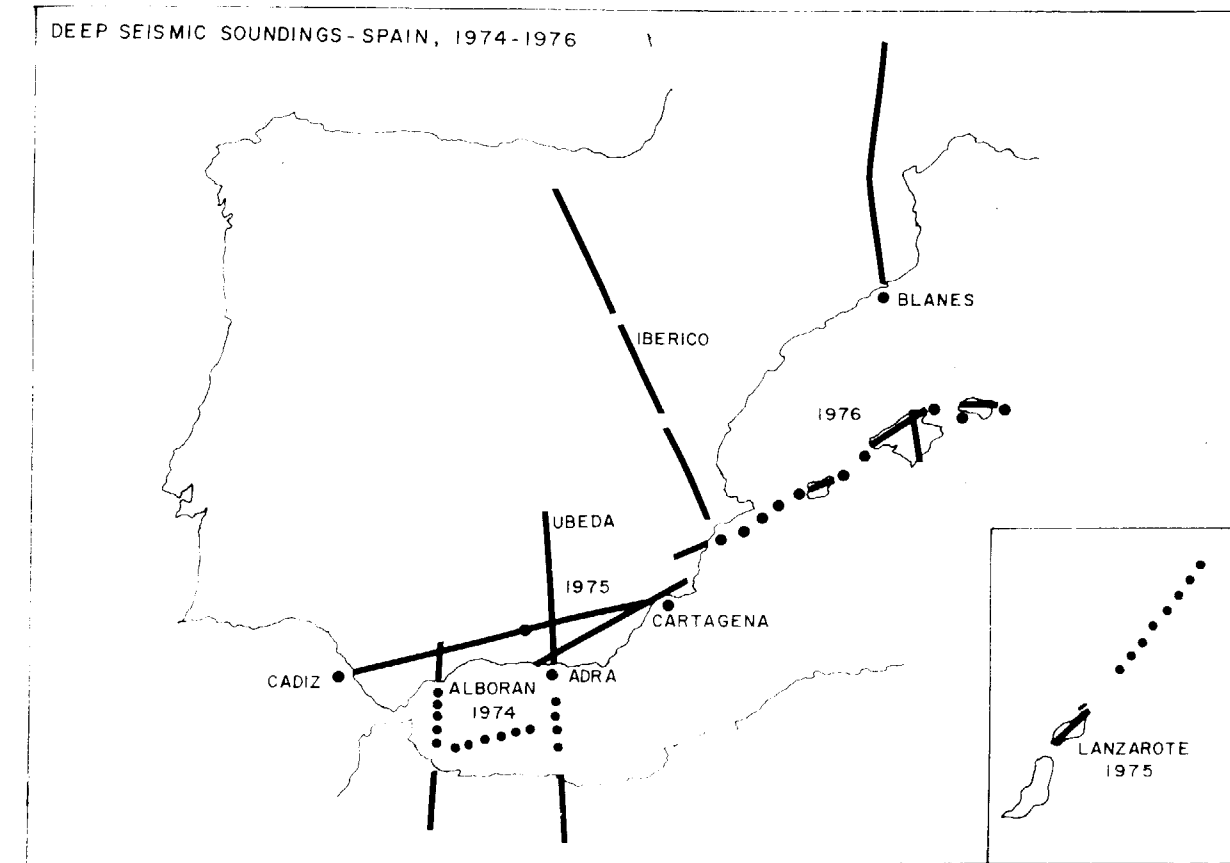 DEEP SEISMIC SOUNDINGS - SPAIN, 1974-1976
BLANES
IBERICO
1976
UBEDA
1975
CARTAGENA
CADIZ
ALBORAN
1974
ADRA
LANZAROTE
1975